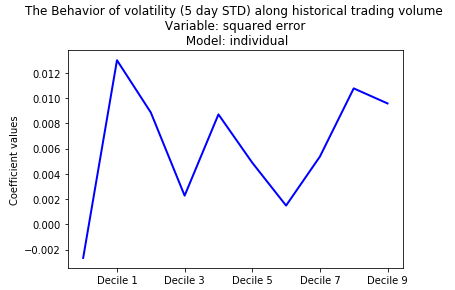 The Behavior of volatility (5 day STD) along historical trading volume
Variable: squared error
Model: individual
Coefficient values
0.012
0.010
0.008
0.006
0.004
0.002
0.000
−0.002
Decile 1 Decile 3 Decile 5 Decile 7 Decile 9